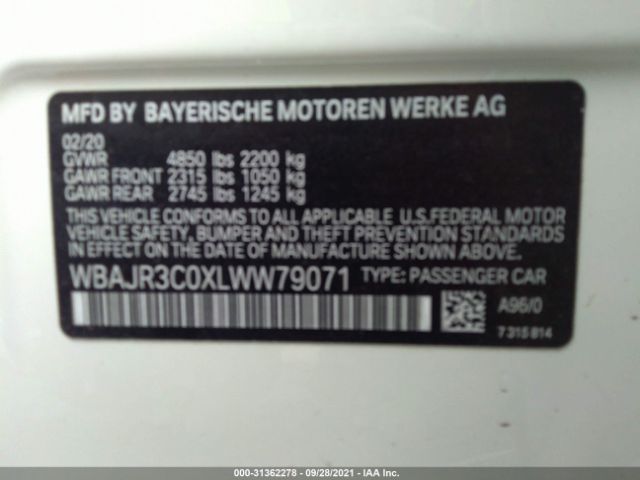 MFD BY BAYERISCHE MOTOREN WERKE AG
02/20
GVWR 4850 lbs 2200 kg
GAWR FRONT 2315 lbs 1050 kg
GAWR REAR 2745 lbs 1245 kg
THIS VEHICLE CONFORMS TO ALL APPLICABLE U.S.FEDERAL MOTOR
VEHICLE SAFETY, BUMPER AND THEFT PREVENTION STANDARDS
IN EFFECT ON THE DATE OF MANUFACTURE SHOWN ABOVE.
WBAJR3C0XLWW79071 TYPE: PASSENGER CAR
A96/0
7 315 814
000-31362278 - 09/28/2021 - IAA Inc.